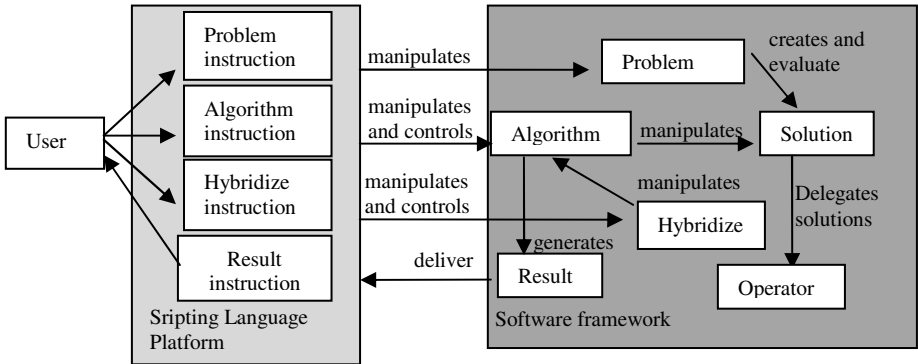 User
Problem
instruction
Algorithm
instruction
Hybridize
instruction
Result
instruction
Sripting Language
Platform
manipulates
manipulates
and controls
manipulates
and controls
deliver
Problem
creates and
evaluate
Algorithm
manipulates
Solution
manipulates
Delegates
solutions
Hybridize
generates
Result
Operator
Software framework